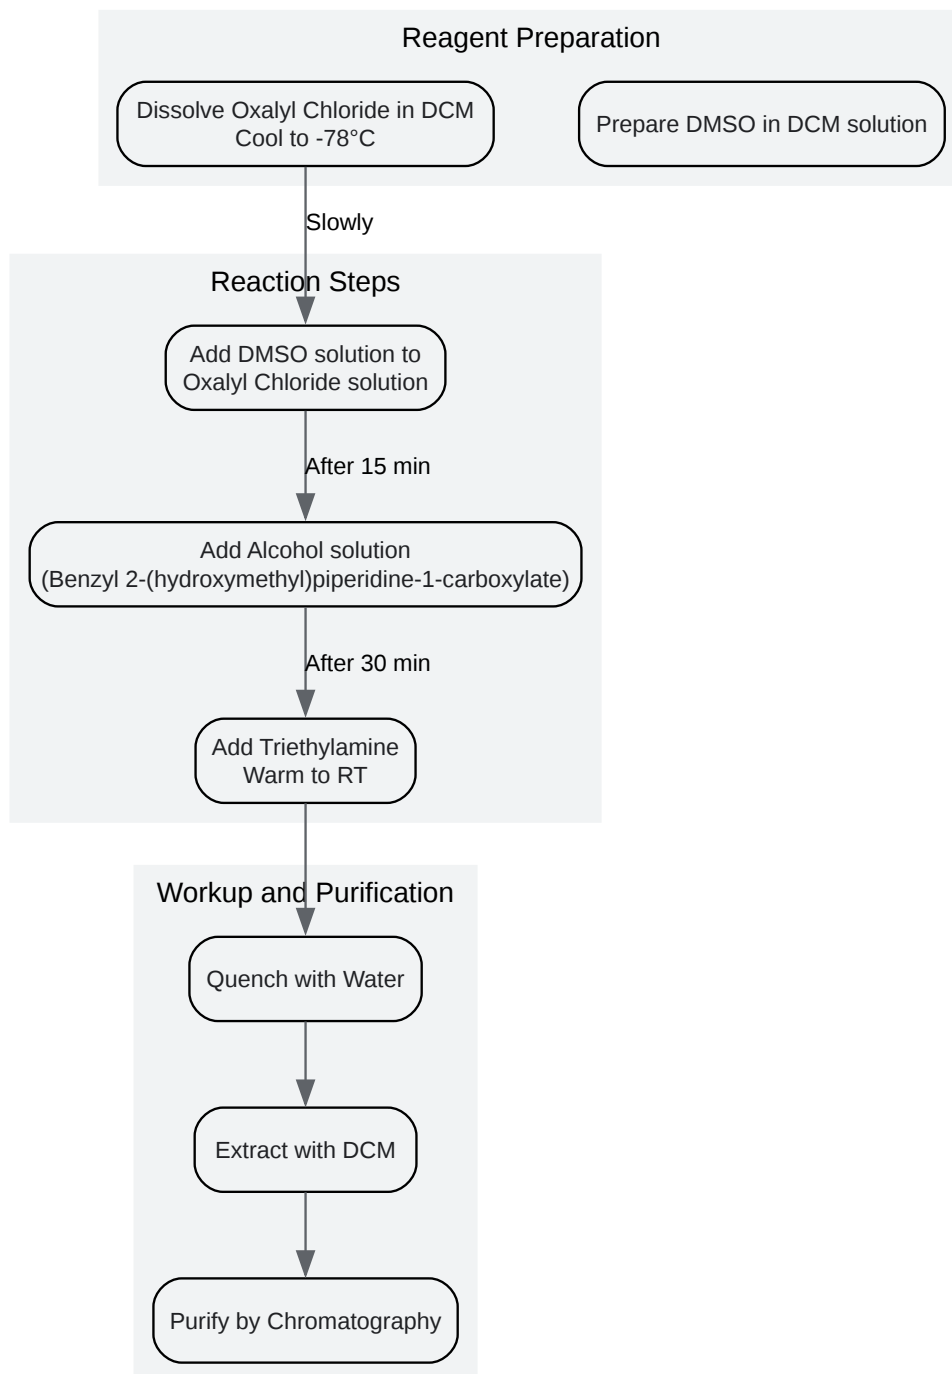 Reagent Preparation
Dissolve Oxalyl Chloride in DCM
Cool to -78°C
Prepare DMSO in DCM solution
Slowly
Reaction Steps
Add DMSO solution to
Oxalyl Chloride solution
After 15 min
Add Alcohol solution
(Benzyl 2-(hydroxymethyl)piperidine-1-carboxylate)
After 30 min
Add Triethylamine
Warm to RT
Workup and Purification
Quench with Water
Extract with DCM
Purify by Chromatography